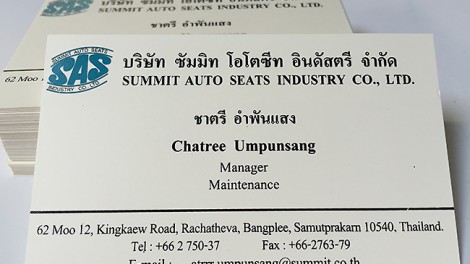 SUMMIT AUTO SEATS
SAS
INDUSTRY CO.,LTD.
บริษัท ซัมมิท โอโตซีท อินดัสตรี จำกัด
SUMMIT AUTO SEATS INDUSTRY CO., LTD.
ชาตรี อำพันแสง
Chatree Umpunsang
Manager
Maintenance
62 Moo 12, Kingkaew Road, Rachatheva, Bangplee, Samutprakarn 10540, Thailand.
Tel : +66 2 750-37 Fax : +66-2763-79
62 Moo